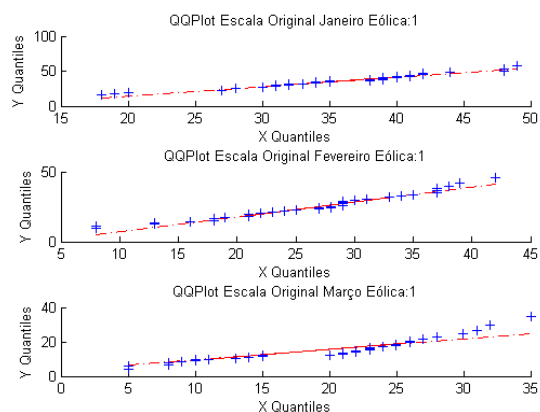 QQPlot Escala Original Janeiro Eólica:1
100
50
0
Y Quantiles
15 20 25 30 35 40 45 50
X Quantiles
QQPlot Escala Original Fevereiro Eólica:1
50
0
Y Quantiles
5 10 15 20 25 30 35 40 45
X Quantiles
QQPlot Escala Original Março Eólica:1
40
20
0
Y Quantiles
0 5 10 15 20 25 30 35
X Quantiles